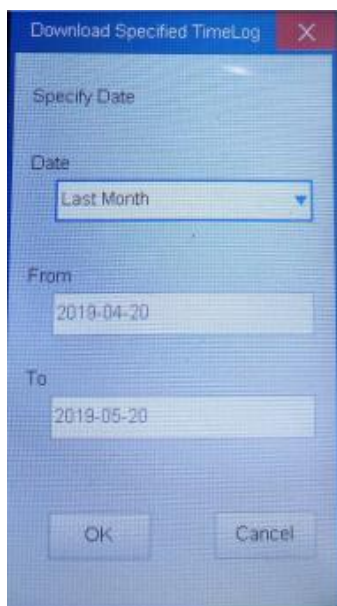 Download Specified TimeLog
Specify Date
Date
Last Month
From
2019-04-20
To
2019-05-20
OK
Cancel